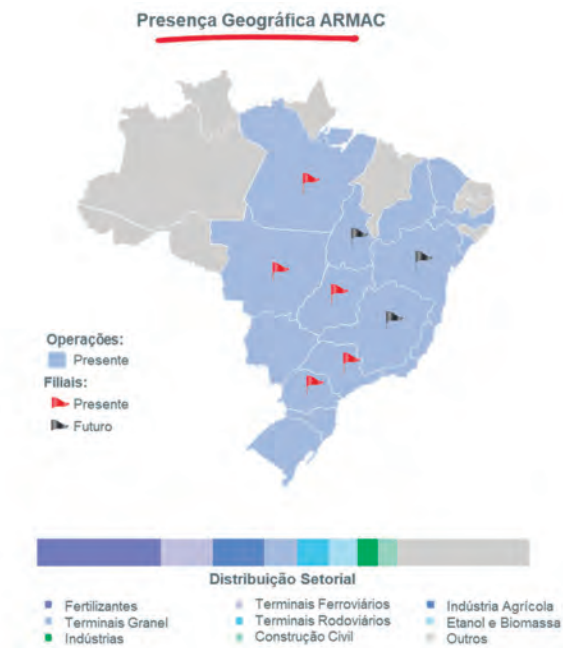 Presença Geográfica ARMAC
Operações:
Presente
Filiais:
Presente
Futuro
Distribuição Setorial
Fertilizantes
Terminais Ferroviários
Indústria Agrícola
Terminais Granel
Terminais Rodoviários
Etanol e Biomassa
Indústrias
Construção Civil
Outros